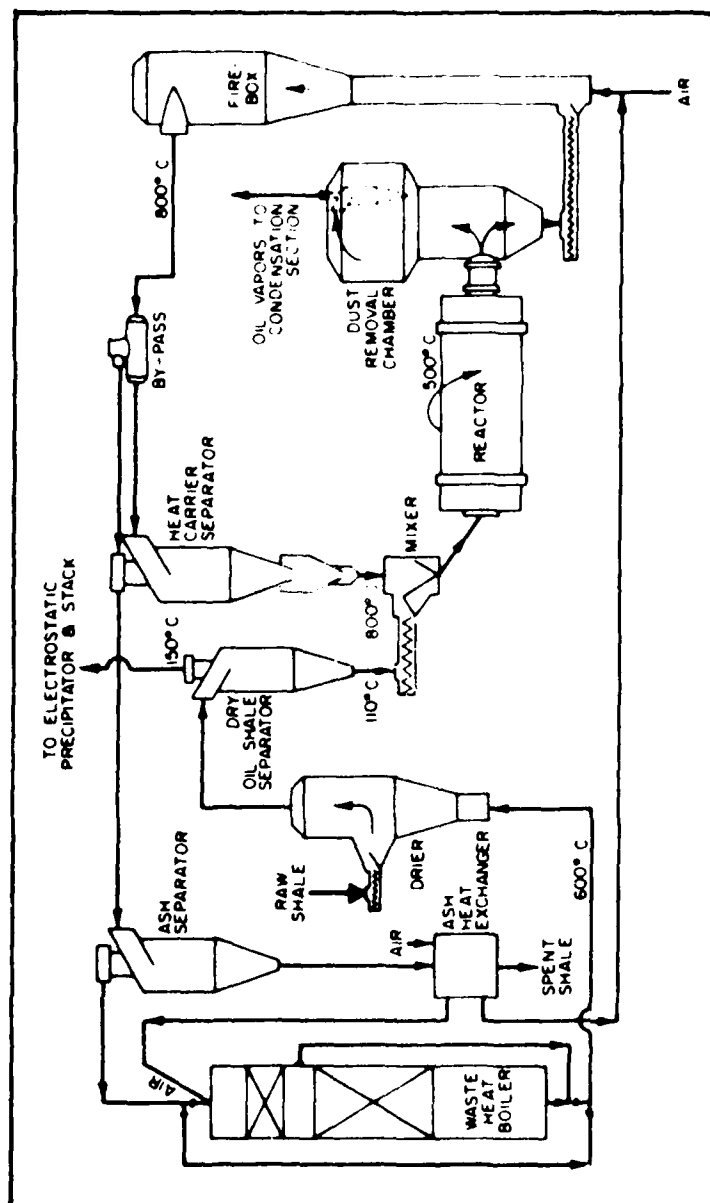 FIRE-
BOX
AIR
800° C
OIL VAPORS TO
CONDENSATION
SECTION
DUST
REMOVAL
CHAMBER
BY-PASS
500° C
REACTOR
HEAT
CARRIER
SEPARATOR
MIXER
800°
TO ELECTROSTATIC
PRECIPITATOR & STACK
150° C
110° C
DRY
OIL SHALE
SEPARATOR
RAW
SHALE
DRIER
600° C
ASH
SEPARATOR
AIR
ASH
HEAT
EXCHANGER
SPENT
SHALE
AIR
WASTE
HEAT
BOILER